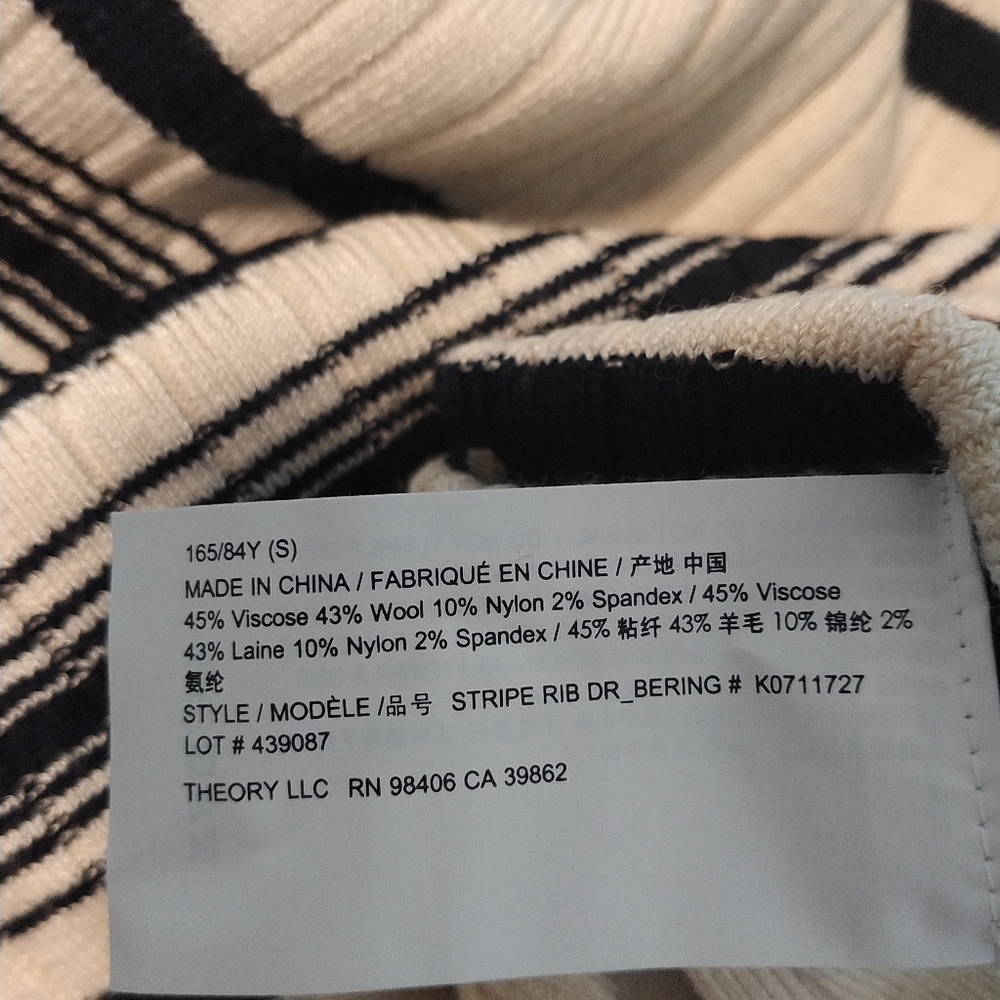 165/84Y (S)
MADE IN CHINA / FABRIQUÉ EN CHINE / 产地 中国
45% Viscose 43% Wool 10% Nylon 2% Spandex / 45% Viscose
43% Laine 10% Nylon 2% Spandex / 45% 粘纤 43% 羊毛 10% 锦纶 2%
氨纶
STYLE / MODÈLE /品号 STRIPE RIB DR_BERING # K0711727
LOT # 439087
THEORY LLC RN 98406 CA 39862